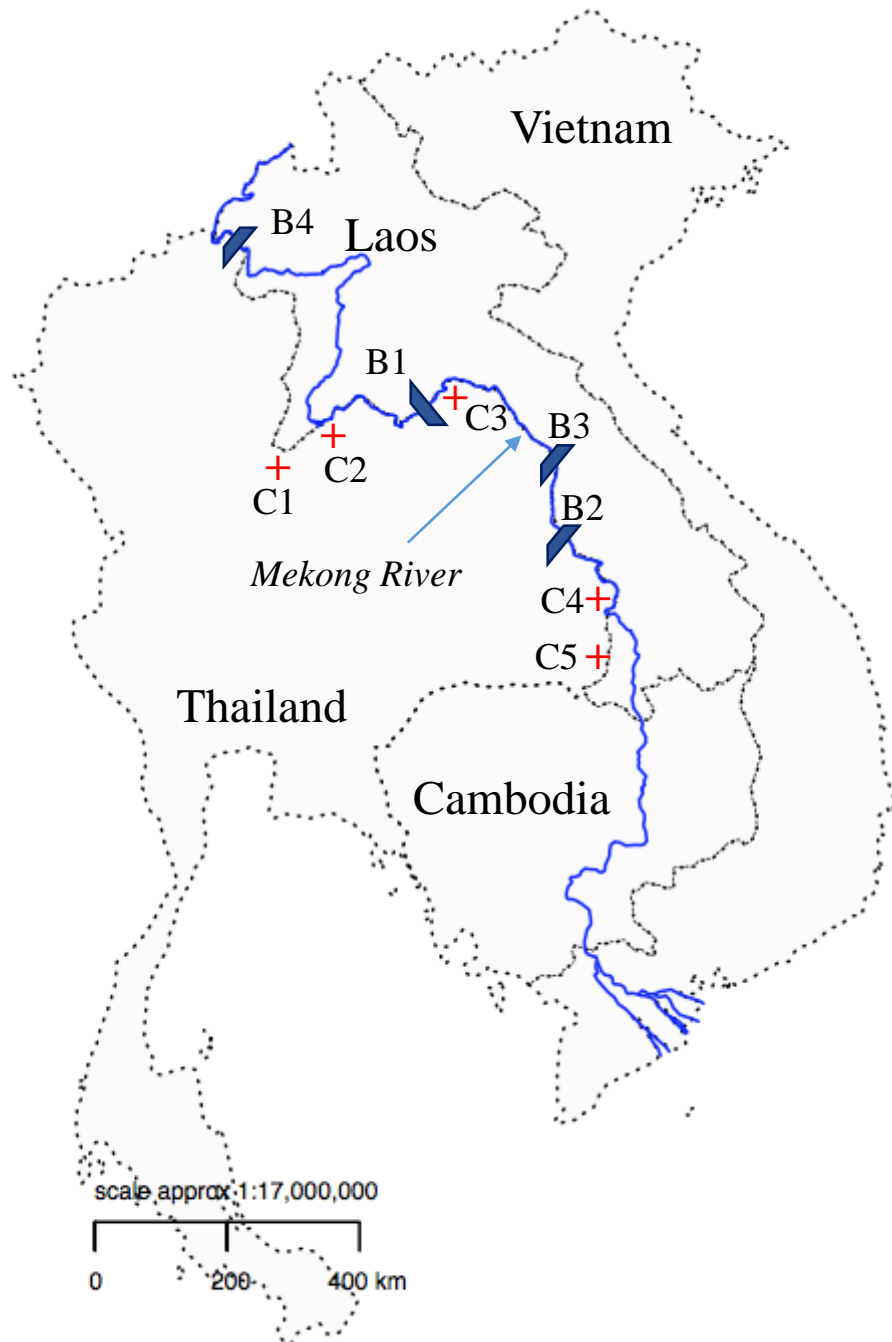 Vietnam
B4
Laos
B1
C3
B3
C2
C1
B2
Mekong River
C4
C5
Thailand
Cambodia
scale approx 1:17,000,000
0 200 400 km